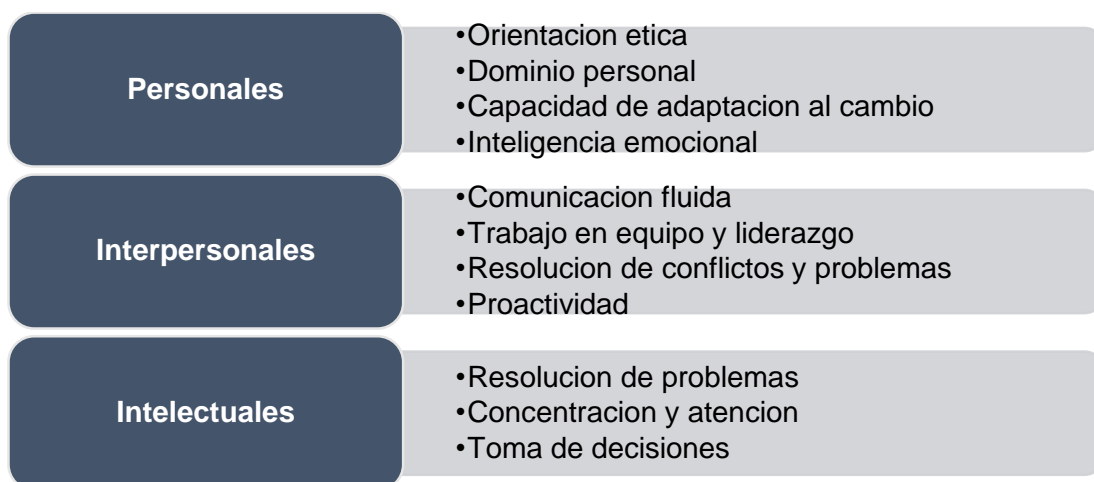 Personales
•Orientacion etica
•Dominio personal
•Capacidad de adaptacion al cambio
•Inteligencia emocional
Interpersonales
•Comunicacion fluida
•Trabajo en equipo y liderazgo
•Resolucion de conflictos y problemas
•Proactividad
Intelectuales
•Resolucion de problemas
•Concentracion y atencion
•Toma de decisiones